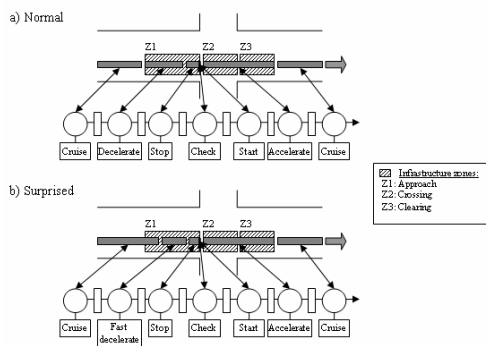 a) Normal
Z1 Z2 Z3
Cruise Decelerate Stop Check Start Accelerate Cruise
Infrastructure zones:
Z1: Approach
Z2: Crossing
Z3: Clearing
b) Surprised
Z1 Z2 Z3
Cruise Fast Stop Check Start Accelerate Cruise
decelerate